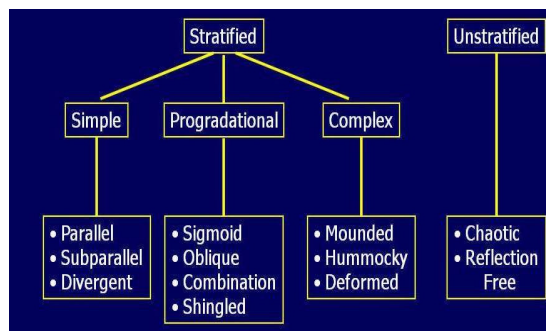 Stratified
Unstratified
Simple
Progradational
Complex
• Parallel
• Subparallel
• Divergent
• Sigmoid
• Oblique
• Combination
• Shingled
• Mounded
• Hummocky
• Deformed
• Chaotic
• Reflection
Free